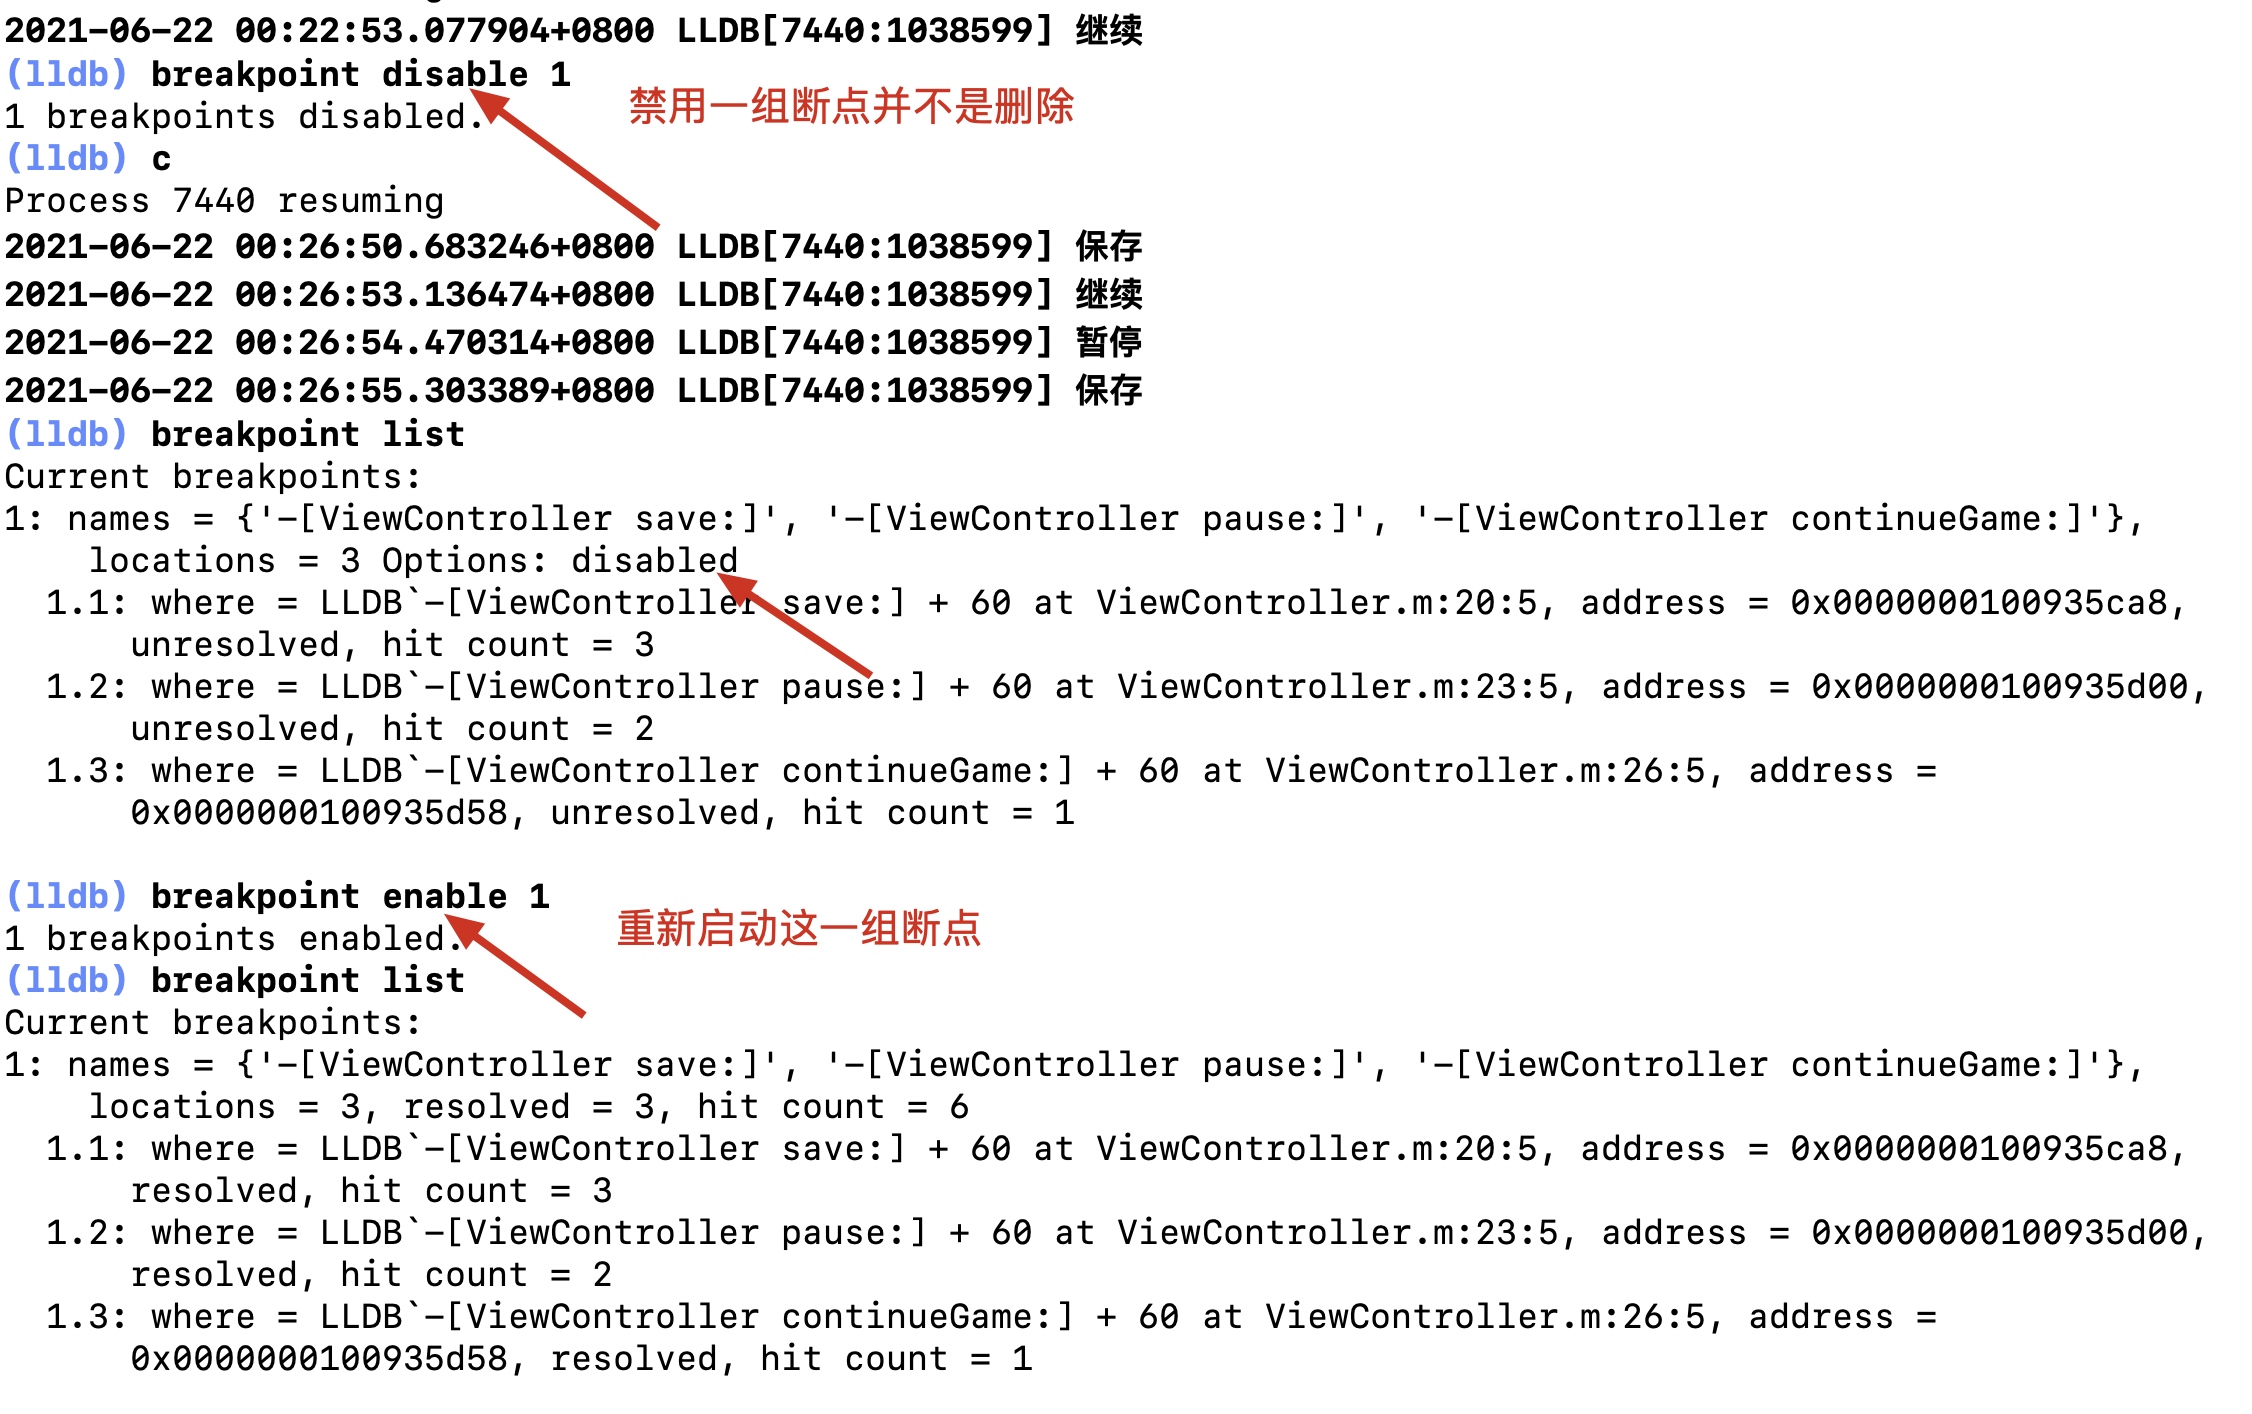 2021-06-22 00:22:53.077904+0800 LLDB[7440:1038599] 继续
(lldb) breakpoint disable 1
禁用一组断点并不是删除
1 breakpoints disabled.
(lldb) c
Process 7440 resuming
2021-06-22 00:26:50.683246+0800 LLDB[7440:1038599] 保存
2021-06-22 00:26:53.136474+0800 LLDB[7440:1038599] 继续
2021-06-22 00:26:54.470314+0800 LLDB[7440:1038599] 暂停
2021-06-22 00:26:55.303389+0800 LLDB[7440:1038599] 保存
(lldb) breakpoint list
Current breakpoints:
1: names = {'-[ViewController save:]', '-[ViewController pause:]', '-[ViewController continueGame:]'},
locations = 3 Options: disabled
1.1: where = LLDB`-[ViewController save:] + 60 at ViewController.m:20:5, address = 0x0000000100935ca8,
unresolved, hit count = 3
1.2: where = LLDB`-[ViewController pause:] + 60 at ViewController.m:23:5, address = 0x0000000100935d00,
unresolved, hit count = 2
1.3: where = LLDB`-[ViewController continueGame:] + 60 at ViewController.m:26:5, address =
0x0000000100935d58, unresolved, hit count = 1
(lldb) breakpoint enable 1
重新启动这一组断点
1 breakpoints enabled.
(lldb) breakpoint list
Current breakpoints:
1: names = {'-[ViewController save:]', '-[ViewController pause:]', '-[ViewController continueGame:]'},
locations = 3, resolved = 3, hit count = 6
1.1: where = LLDB`-[ViewController save:] + 60 at ViewController.m:20:5, address = 0x0000000100935ca8,
resolved, hit count = 3
1.2: where = LLDB`-[ViewController pause:] + 60 at ViewController.m:23:5, address = 0x0000000100935d00,
resolved, hit count = 2
1.3: where = LLDB`-[ViewController continueGame:] + 60 at ViewController.m:26:5, address =
0x0000000100935d58, resolved, hit count = 1